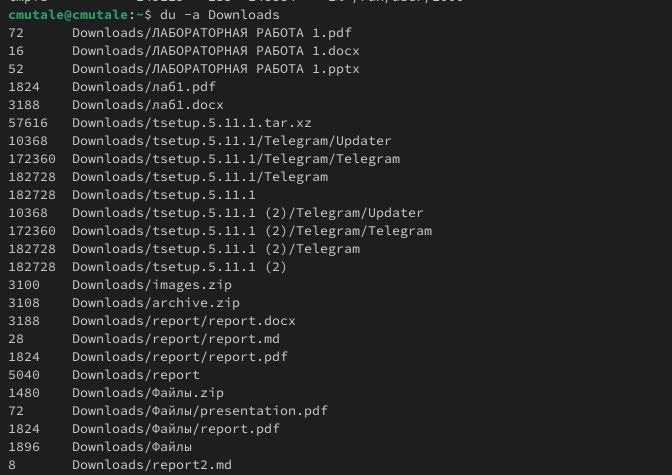 cmutale@cmutale:~$ du -a Downloads
72 Downloads/ЛАБОРАТОРНАЯ РАБОТА 1.pdf
16 Downloads/ЛАБОРАТОРНАЯ РАБОТА 1.docx
52 Downloads/ЛАБОРАТОРНАЯ РАБОТА 1.pptx
1824 Downloads/лаб1.pdf
3188 Downloads/лаб1.docx
57616 Downloads/tsetup.5.11.1.tar.xz
10368 Downloads/tsetup.5.11.1/Telegram/Updater
172360 Downloads/tsetup.5.11.1/Telegram/Telegram
182728 Downloads/tsetup.5.11.1/Telegram
182728 Downloads/tsetup.5.11.1
10368 Downloads/tsetup.5.11.1 (2)/Telegram/Updater
172360 Downloads/tsetup.5.11.1 (2)/Telegram/Telegram
182728 Downloads/tsetup.5.11.1 (2)/Telegram
182728 Downloads/tsetup.5.11.1 (2)
3100 Downloads/images.zip
3108 Downloads/archive.zip
3188 Downloads/report/report.docx
28 Downloads/report/report.md
1824 Downloads/report/report.pdf
5040 Downloads/report
1480 Downloads/Файлы.zip
72 Downloads/Файлы/presentation.pdf
1824 Downloads/Файлы/report.pdf
1896 Downloads/Файлы
8 Downloads/report2.md